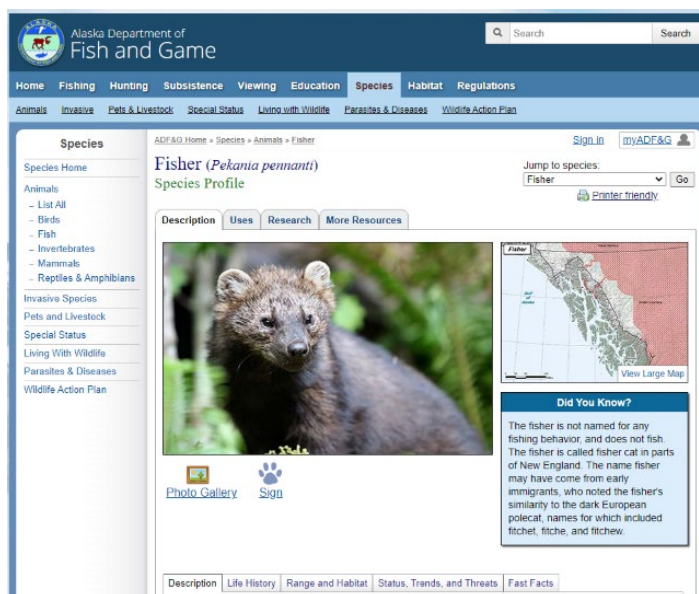 Alaska Department of
Fish and Game
Search
Search
Home Fishing Hunting Subsistence Viewing Education Species Habitat Regulations
Animals Invasive Pets & Livestock Special Status Living with Wildlife Parasites & Diseases Wildlife Action Plan
Species
Species Home
Animals
– List All
– Birds
– Fish
– Invertebrates
– Mammals
– Reptiles & Amphibians
Invasive Species
Pets and Livestock
Special Status
Living With Wildlife
Parasites & Diseases
Wildlife Action Plan
ADF&G Home » Species » Animals » Fisher
Sign in myADF&G
Fisher (Pekania pennanti)
Species Profile
Jump to species:
Fisher Go
Printer friendly
Description Uses Research More Resources
Fisher
View Large Map
Photo Gallery Sign
Did You Know?
The fisher is not named for any
fishing behavior, and does not fish.
The fisher is called fisher cat in parts
of New England. The name fisher
may have come from early
immigrants, who noted the fisher's
similarity to the dark European
polecat, names for which included
fitchet, fitche, and fitchew.
Description Life History Range and Habitat Status, Trends, and Threats Fast Facts